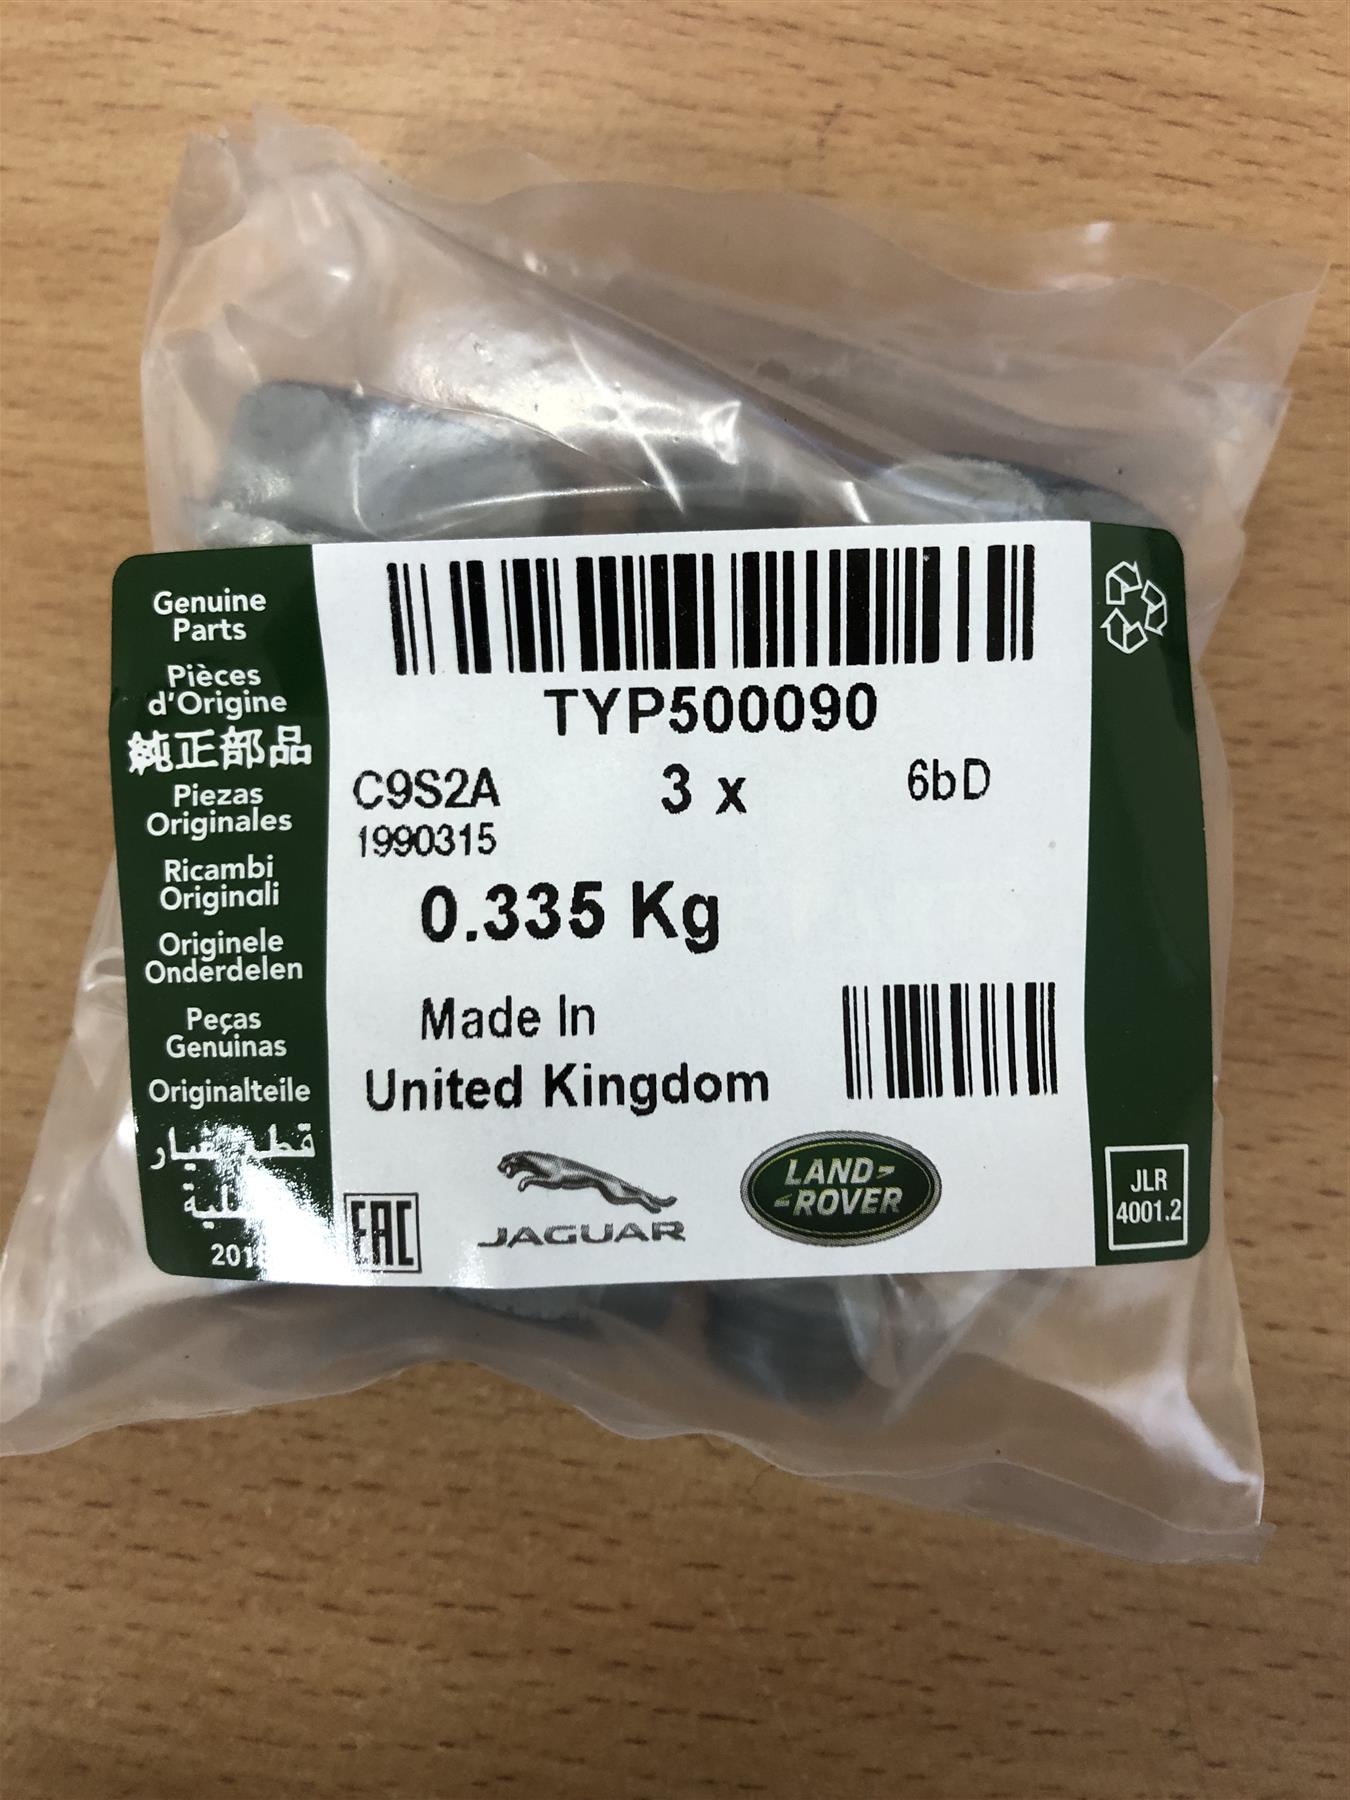 Genuine
Parts
Pièces
d'Origine
純正部品
Piezas
Originales
Ricambi
Originali
Originele
Onderdelen
Peças
Genuinas
Originalteile
TYP500090
C9S2A 3 x 6bD
1990315
0.335 Kg
Made In
United Kingdom
EAC
JAGUAR
LAND-
-ROVER
JLR
4001.2